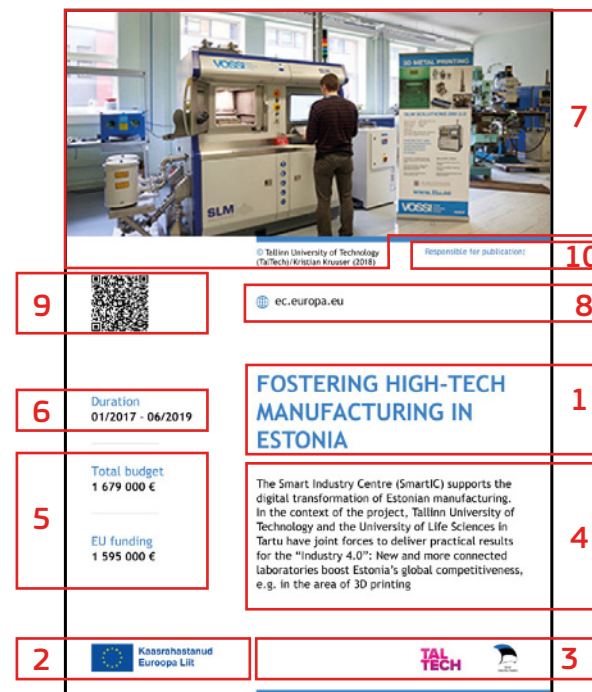 VOSSI
SLM
3D METAL PRINTING
SLM SOLUTIONS 280 2.0
www.ttu.ee
VOSSI
7
© Tallinn University of Technology
(TalTech)/Kristian Kruuser (2018)
Responsible for publication:
10
9
ec.europa.eu
8
6
Duration
01/2017 - 06/2019
FOSTERING HIGH-TECH
MANUFACTURING IN
ESTONIA
1
5
Total budget
1 679 000 €
EU funding
1 595 000 €
The Smart Industry Centre (SmartIC) supports the
digital transformation of Estonian manufacturing.
In the context of the project, Tallinn University of
Technology and the University of Life Sciences in
Tartu have joint forces to deliver practical results
for the “Industry 4.0”: New and more connected
laboratories boost Estonia’s global competitiveness,
e.g. in the area of 3D printing
4
2
Kaasrahastanud
Euroopa Liit
TAL
TECH
3